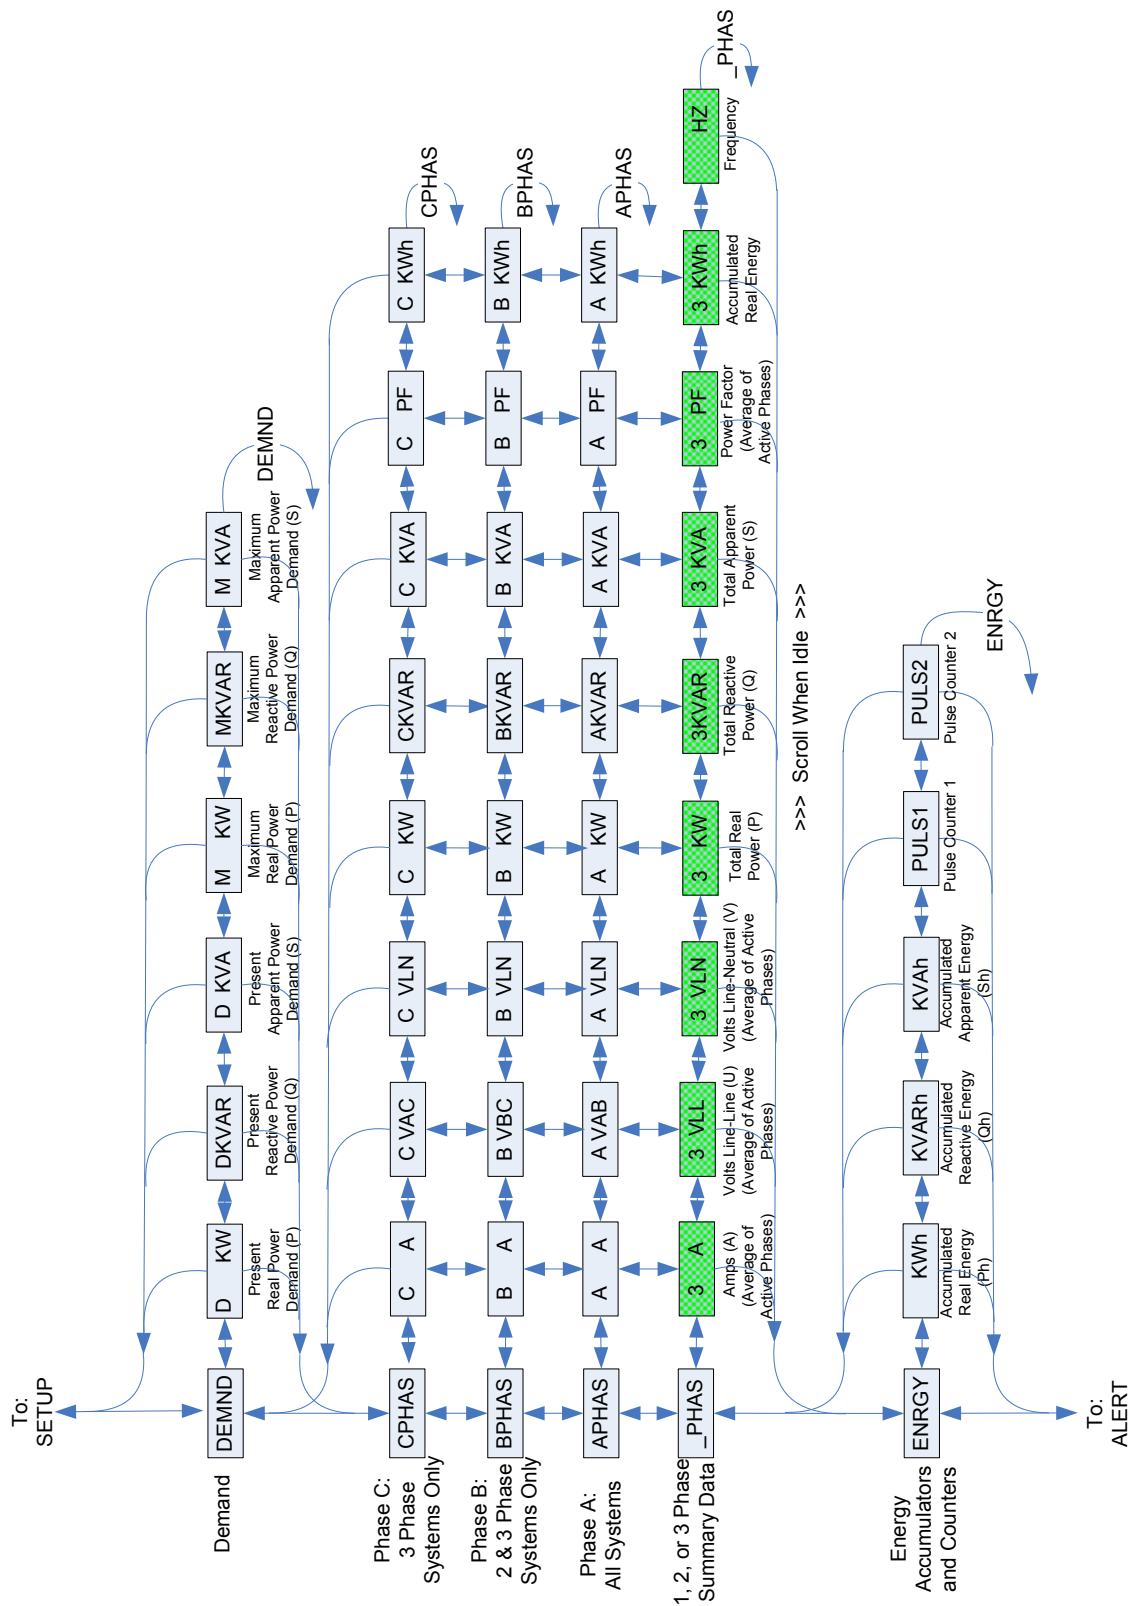 To:
SETUP
Demand
DEMND
D KW
Present
Real Power
Demand (P)
DKVAR
Present
Reactive Power
Demand (Q)
D KVA
Present
Apparent Power
Demand (S)
M KW
Maximum
Real Power
Demand (P)
MKVAR
Maximum
Reactive Power
Demand (Q)
M KVA
Maximum
Apparent Power
Demand (S)
DEMND
Phase C:
3 Phase
Systems Only
CPHAS
C A
C VAC
C VLN
C KW
CKVAR
C KVA
C PF
C KWh
CPHAS
Phase B:
2 & 3 Phase
Systems Only
BPHAS
B A
B VBC
B VLN
B KW
BKVAR
B KVA
B PF
B KWh
BPHAS
Phase A:
All Systems
APHAS
A A
A VAB
A VLN
A KW
AKVAR
A KVA
A PF
A KWh
APHAS
1, 2, or 3 Phase
Summary Data
_PHAS
3 A
Amps (A)
(Average of
Active Phases)
3 VLL
Volts Line-Line (U)
(Average of Active
Phases)
3 VLN
Volts Line-Neutral (V)
(Average of Active
Phases)
3 KW
Total Real
Power (P)
3KVAR
Total Reactive
Power (Q)
3 KVA
Total Apparent
Power (S)
3 PF
Power Factor
(Average of
Active Phases)
3 KWh
Accumulated
Real Energy
HZ
Frequency
_PHAS
>>> Scroll When Idle >>>
Energy
Accumulators
and Counters
ENRGY
KWh
Accumulated
Real Energy
(Ph)
KVARh
Accumulated
Reactive Energy
(Qh)
KVAh
Accumulated
Apparent Energy
(Sh)
PULS1
Pulse Counter 1
PULS2
Pulse Counter 2
ENRGY
To:
ALERT